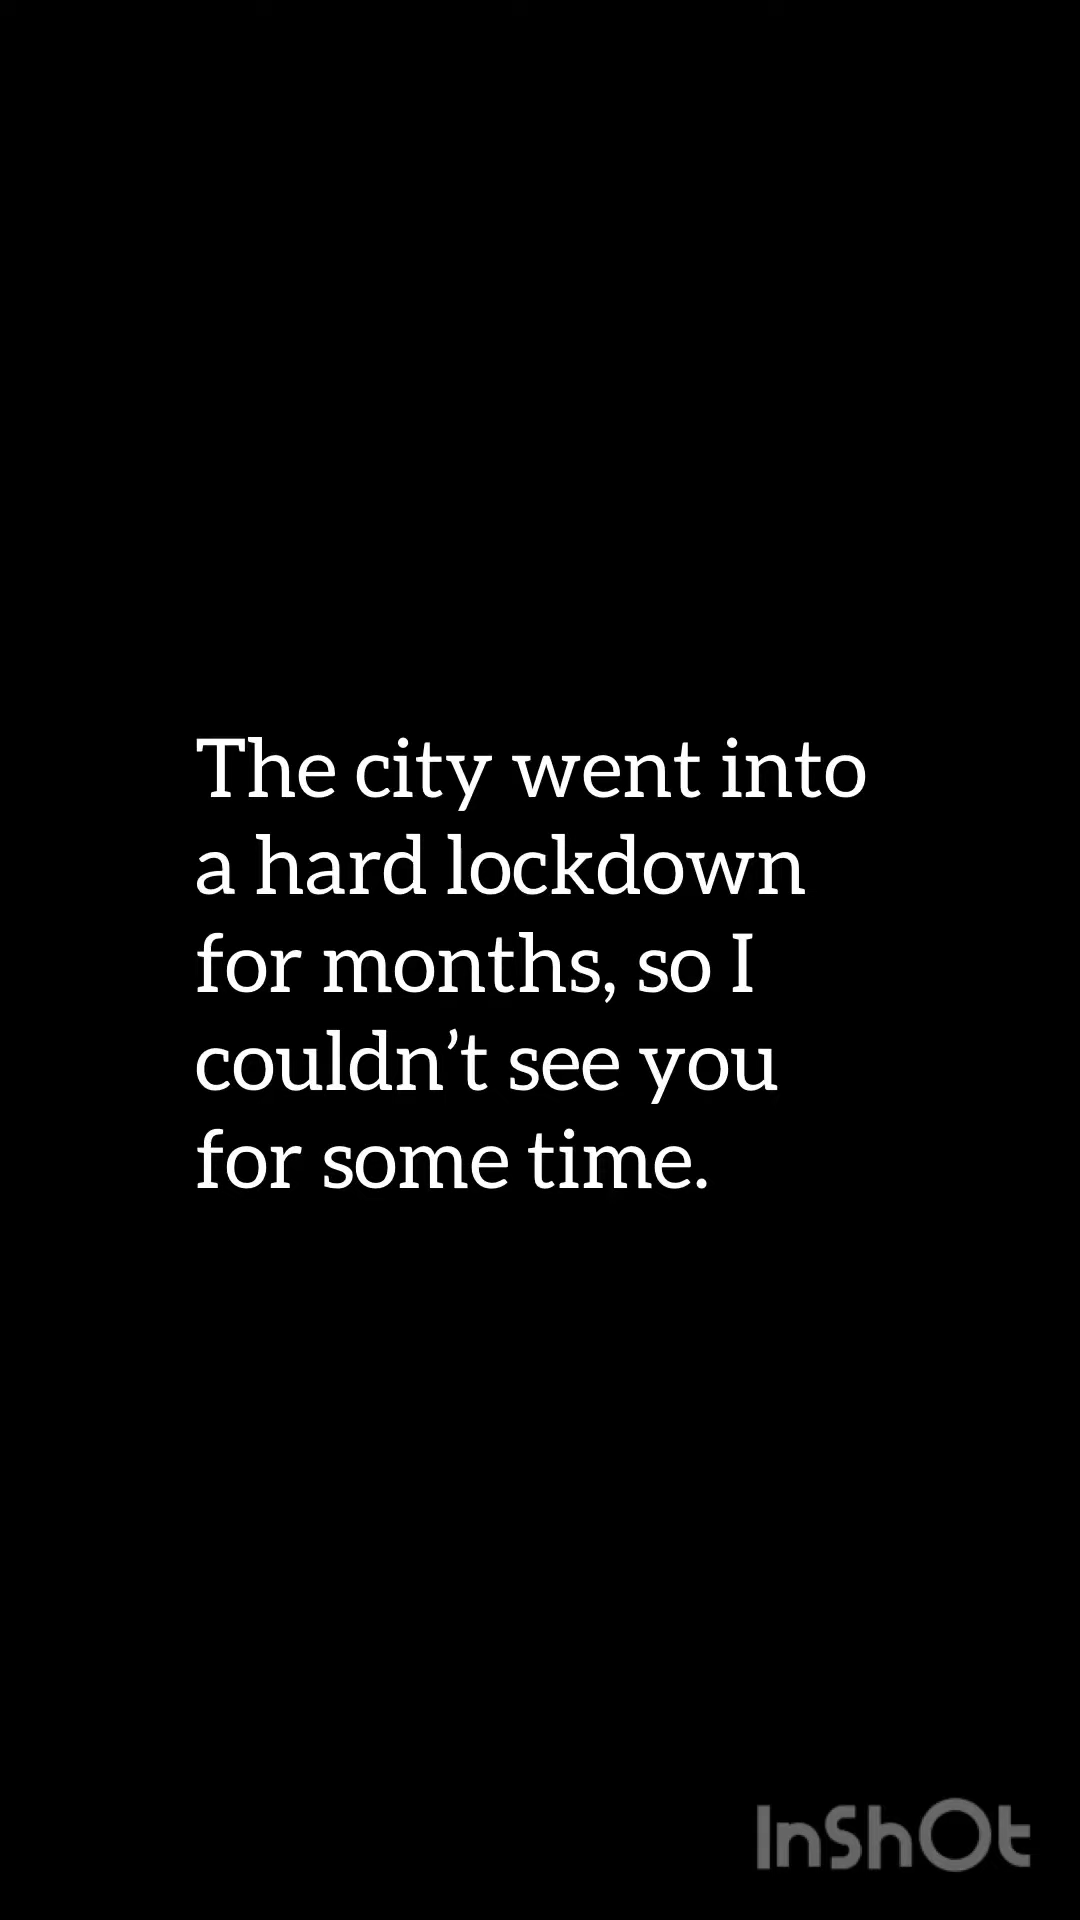 The city went into
a hard lockdown
for months, so I
couldn’t see you
for some time.
InShOt